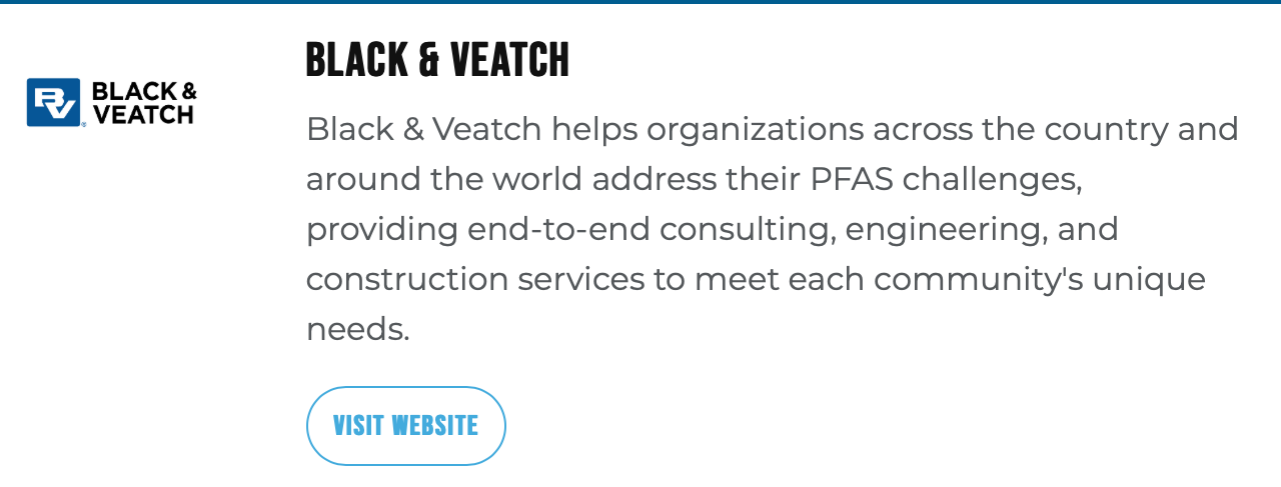 BLACK & VEATCH
BV BLACK &
VEATCH
Black & Veatch helps organizations across the country and
around the world address their PFAS challenges,
providing end-to-end consulting, engineering, and
construction services to meet each community's unique
needs.
VISIT WEBSITE